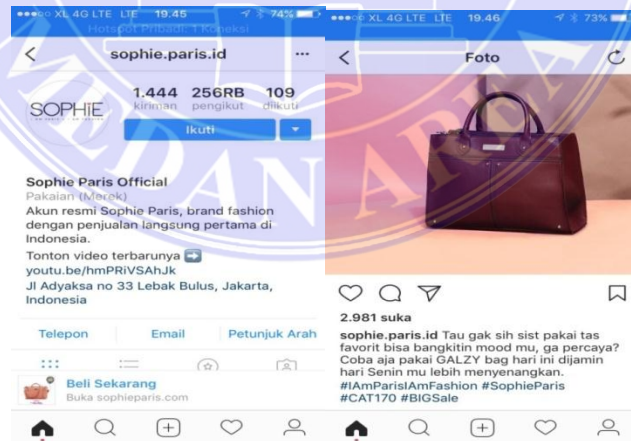 XL 4G LTE LTE 19.45 74%
Hotspot Pribadi: 1 Koneksi
sophie.paris.id
SOPHIE
1.444 256RB 109
kiriman pengikut diikuti
Ikuti
Sophie Paris Official
Pakaian (Merek)
Akun resmi Sophie Paris, brand fashion
dengan penjualan langsung pertama di
Indonesia.
Tonton video terbarunya
youtu.be/hmPRiVSAhJk
Jl Adyaksa no 33 Lebak Bulus, Jakarta,
Indonesia
Telepon Email Petunjuk Arah
Beli Sekarang
Buka sophieparis.com
XL 4G LTE LTE 19.46 73%
Foto
2.981 suka
sophie.paris.id Tau gak sih sist pakai tas
favorit bisa bangkitin mood mu, ga percaya?
Coba aja pakai GALZY bag hari ini dijamin
hari Senin mu lebih menyenangkan.
#IAmParisIAmFashion #SophieParis
#CAT170 #BIGSale
MEDAN AREA